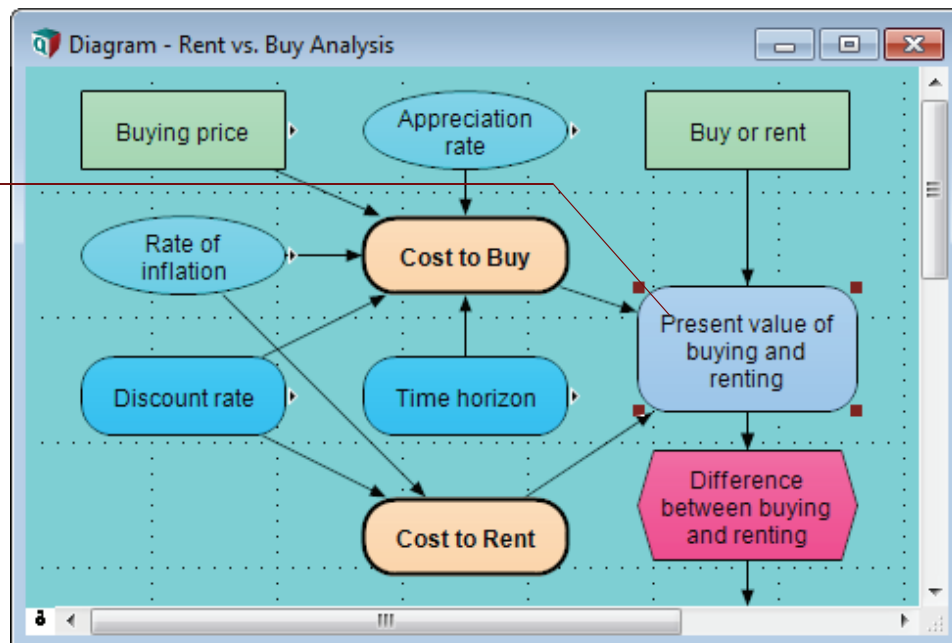 Diagram - Rent vs. Buy Analysis
Buying price
Appreciation
rate
Buy or rent
Rate of
inflation
Cost to Buy
Present value of
buying and
renting
Discount rate
Time horizon
Difference
between buying
and renting
Cost to Rent